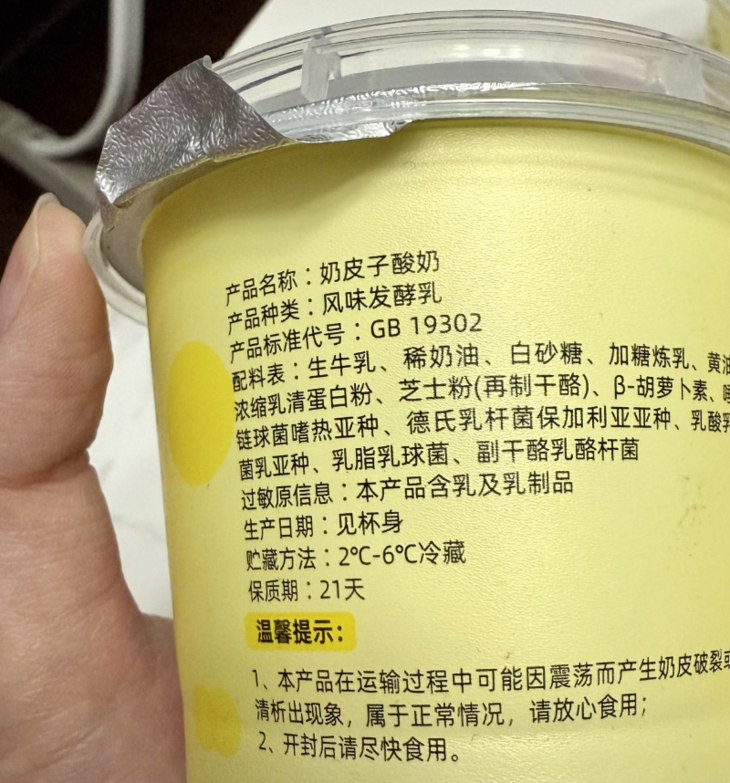 产品名称：奶皮子酸奶
产品种类：风味发酵乳
产品标准代号：GB 19302
配料表：生牛乳、稀奶油、白砂糖、加糖炼乳、黄油
浓缩乳清蛋白粉、芝士粉(再制干酪)、β-胡萝卜素、
链球菌嗜热亚种、德氏乳杆菌保加利亚亚种、乳酸乳
菌乳亚种、乳脂乳球菌、副干酪乳酪杆菌
过敏原信息：本产品含乳及乳制品
生产日期：见杯身
贮藏方法：2℃-6℃冷藏
保质期：21天
温馨提示：
1、本产品在运输过程中可能因震荡而产生奶皮破裂或
清析出现象，属于正常情况，请放心食用；
2、开封后请尽快食用。